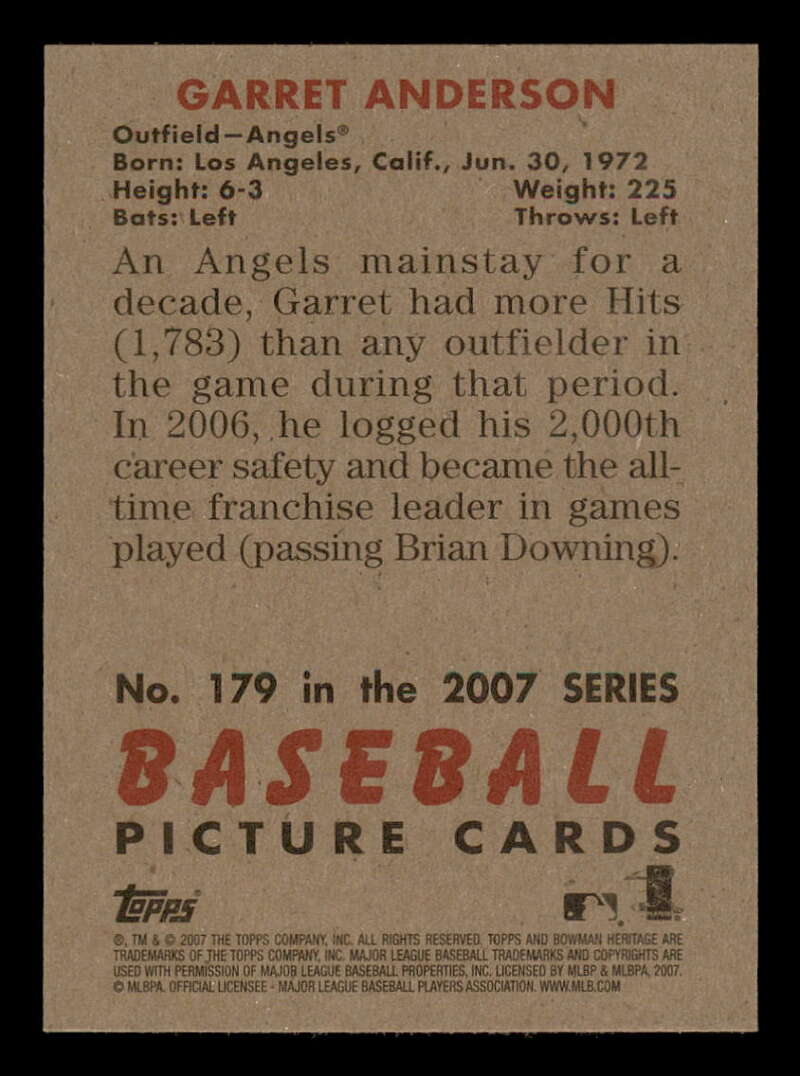 GARRET ANDERSON
Outfield—Angels®
Born: Los Angeles, Calif., Jun. 30, 1972
Height: 6-3 Weight: 225
Bats: Left Throws: Left
An Angels mainstay for a
decade, Garret had more Hits
(1,783) than any outfielder in
the game during that period.
In 2006, he logged his 2,000th
career safety and became the all-
time franchise leader in games
played (passing Brian Downing).
No. 179 in the 2007 SERIES
BASEBALL
PICTURE CARDS
Topps
®, TM & © 2007 THE TOPPS COMPANY, INC. ALL RIGHTS RESERVED. TOPPS AND BOWMAN HERITAGE ARE
TRADEMARKS OF THE TOPPS COMPANY, INC. MAJOR LEAGUE BASEBALL TRADEMARKS AND COPYRIGHTS ARE
USED WITH PERMISSION OF MAJOR LEAGUE BASEBALL PROPERTIES, INC. LICENSED BY MLBP & MLBPA, 2007.
© MLBPA. OFFICIAL LICENSEE - MAJOR LEAGUE BASEBALL PLAYERS ASSOCIATION. WWW.MLB.COM